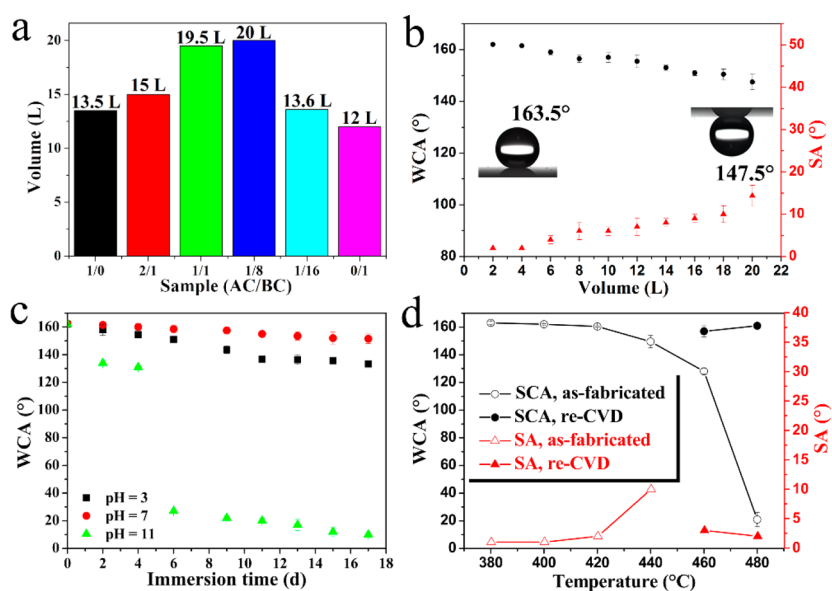 a
13.5 L
15 L
19.5 L
20 L
13.6 L
12 L
Volume (L)
20
15
10
5
0
1/0
2/1
1/1
1/8
1/16
0/1
Sample (AC/BC)
b
163.5°
147.5°
WCA (°)
160
140
120
100
80
SA (°)
50
40
30
20
10
0
2 4 6 8 10 12 14 16 18 20 22
Volume (L)
c
pH = 3
pH = 7
pH = 11
WCA (°)
160
140
120
100
80
60
40
20
0
0 2 4 6 8 10 12 14 16 18
Immersion time (d)
d
SCA, as-fabricated
SCA, re-CVD
SA, as-fabricated
SA, re-CVD
WCA (°)
160
140
120
100
80
60
40
20
0
SA (°)
40
35
30
25
20
15
10
5
0
380 400 420 440 460 480
Temperature (°C)